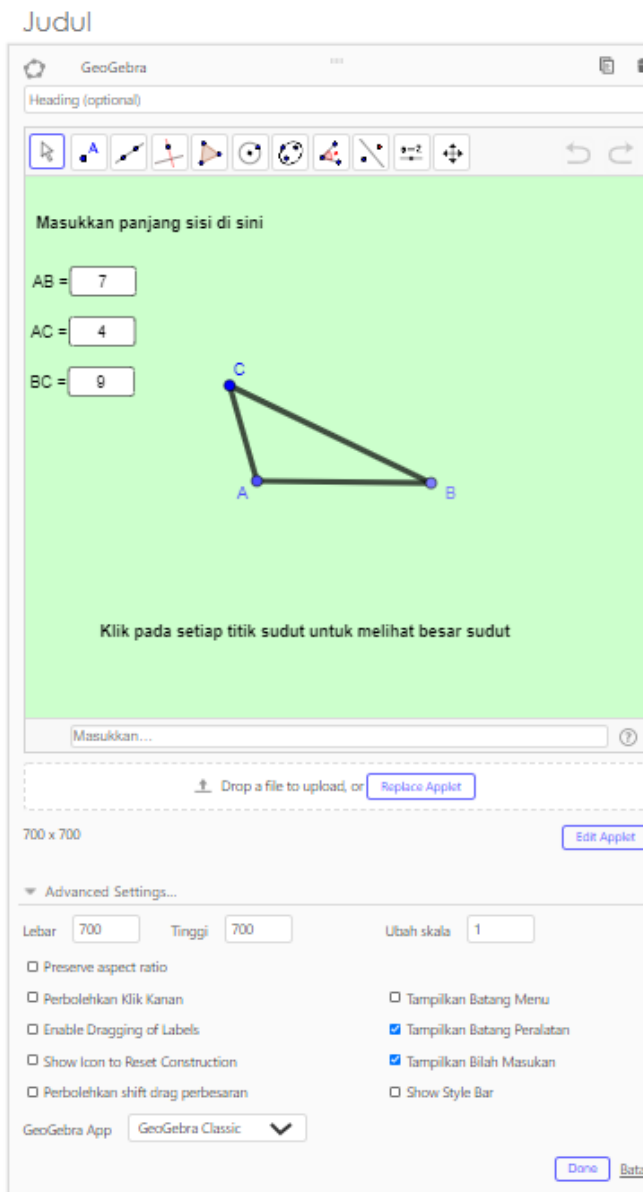 Judul
GeoGebra
Heading (optional)
A
a=2
Masukkan panjang sisi di sini
AB = 7
AC = 4
BC = 9
C
A
B
Klik pada setiap titik sudut untuk melihat besar sudut
Masukkan...
Drop a file to upload, or Replace Applet
700 x 700
Edit Applet
Advanced Settings...
Lebar 700 Tinggi 700 Ubah skala 1
Preserve aspect ratio
Perbolehkan Klik Kanan Tampilkan Batang Menu
Enable Dragging of Labels Tampilkan Batang Peralatan
Show Icon to Reset Construction Tampilkan Bilah Masukan
Perbolehkan shift drag perbesaran Show Style Bar
GeoGebra App GeoGebra Classic
Done Bata